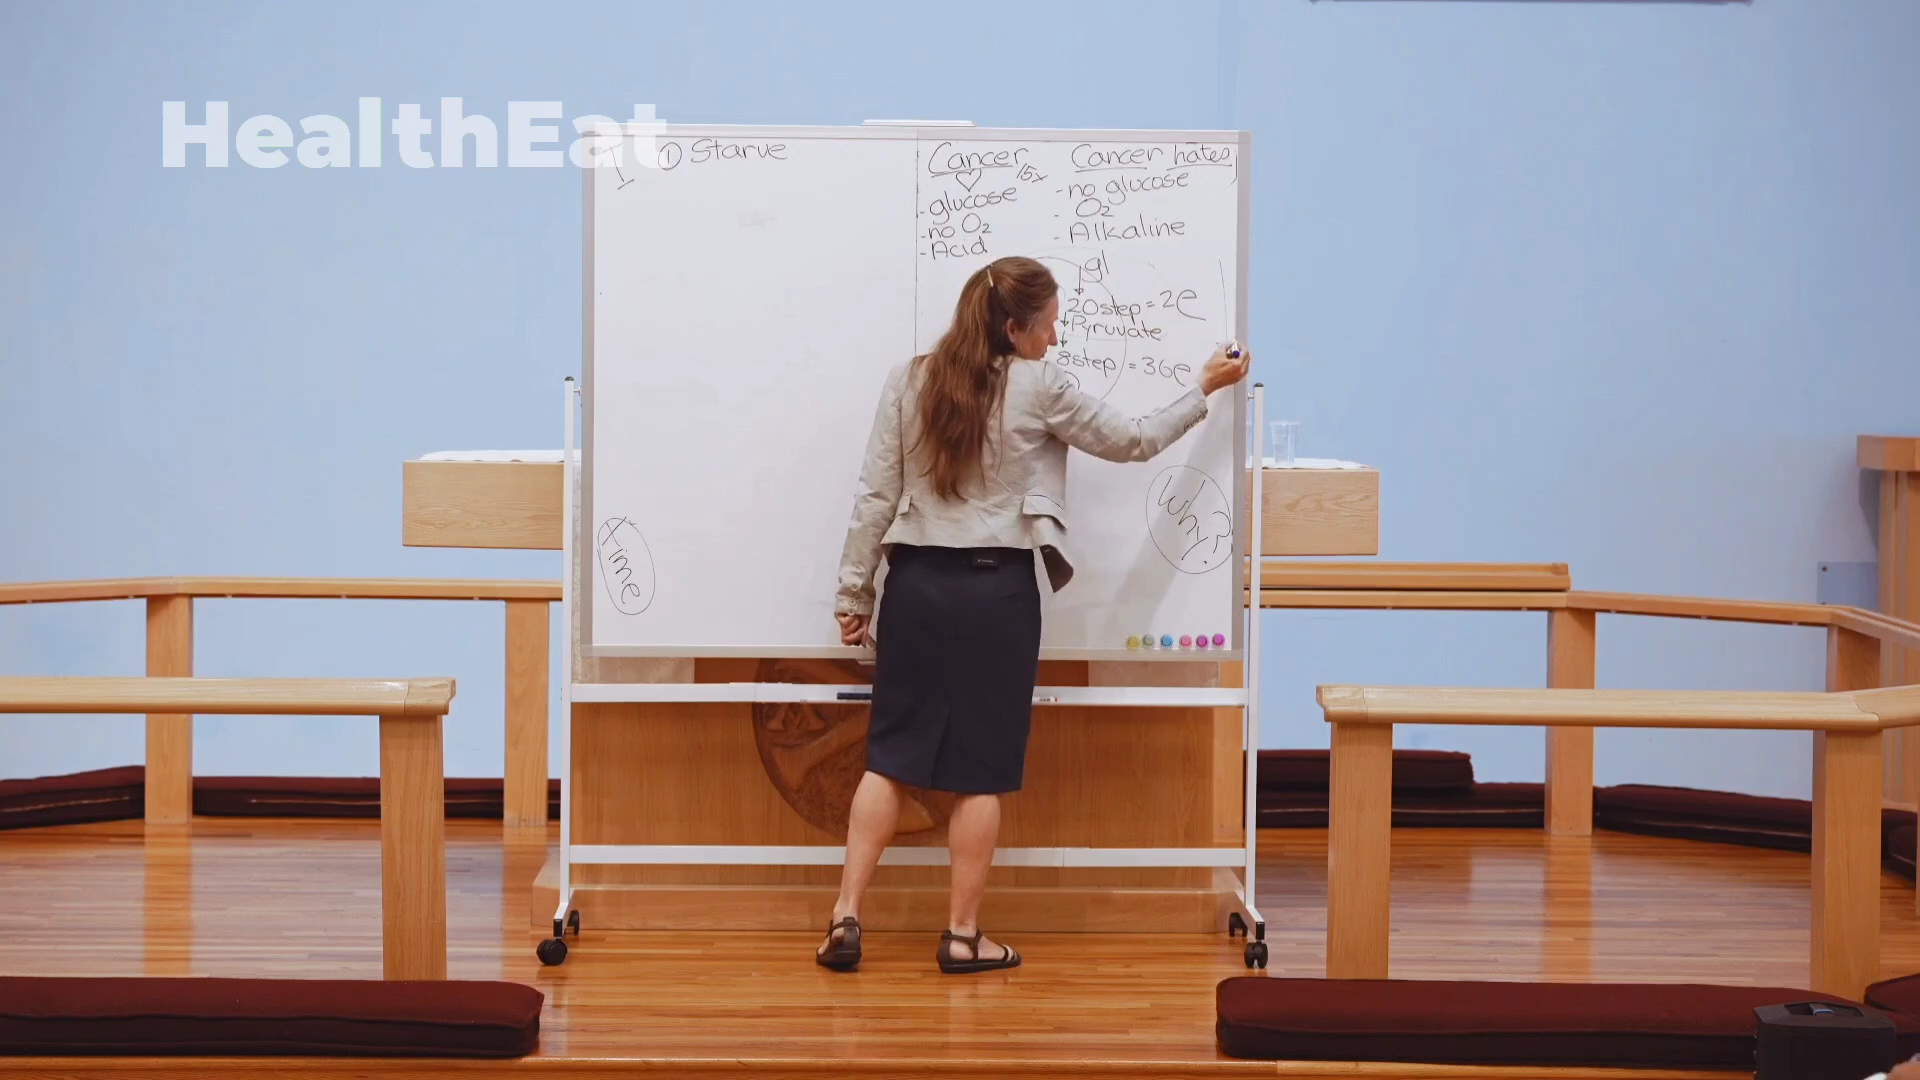 HealthEat
① Starve
Cancer
15x
- glucose
- no O₂
- Acid
Cancer hates
- no glucose
- O₂
- Alkaline
gl
20step = 2e
Pyruvate
8step = 36e
time
Why?